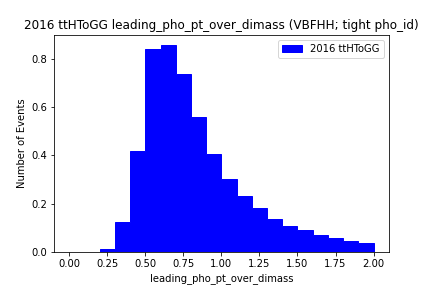 2016 ttHToGG leading_pho_pt_over_dimass (VBFHH; tight pho_id)
2016 ttHToGG
Number of Events
0.8
0.6
0.4
0.2
0.0
0.00 0.25 0.50 0.75 1.00 1.25 1.50 1.75 2.00
leading_pho_pt_over_dimass